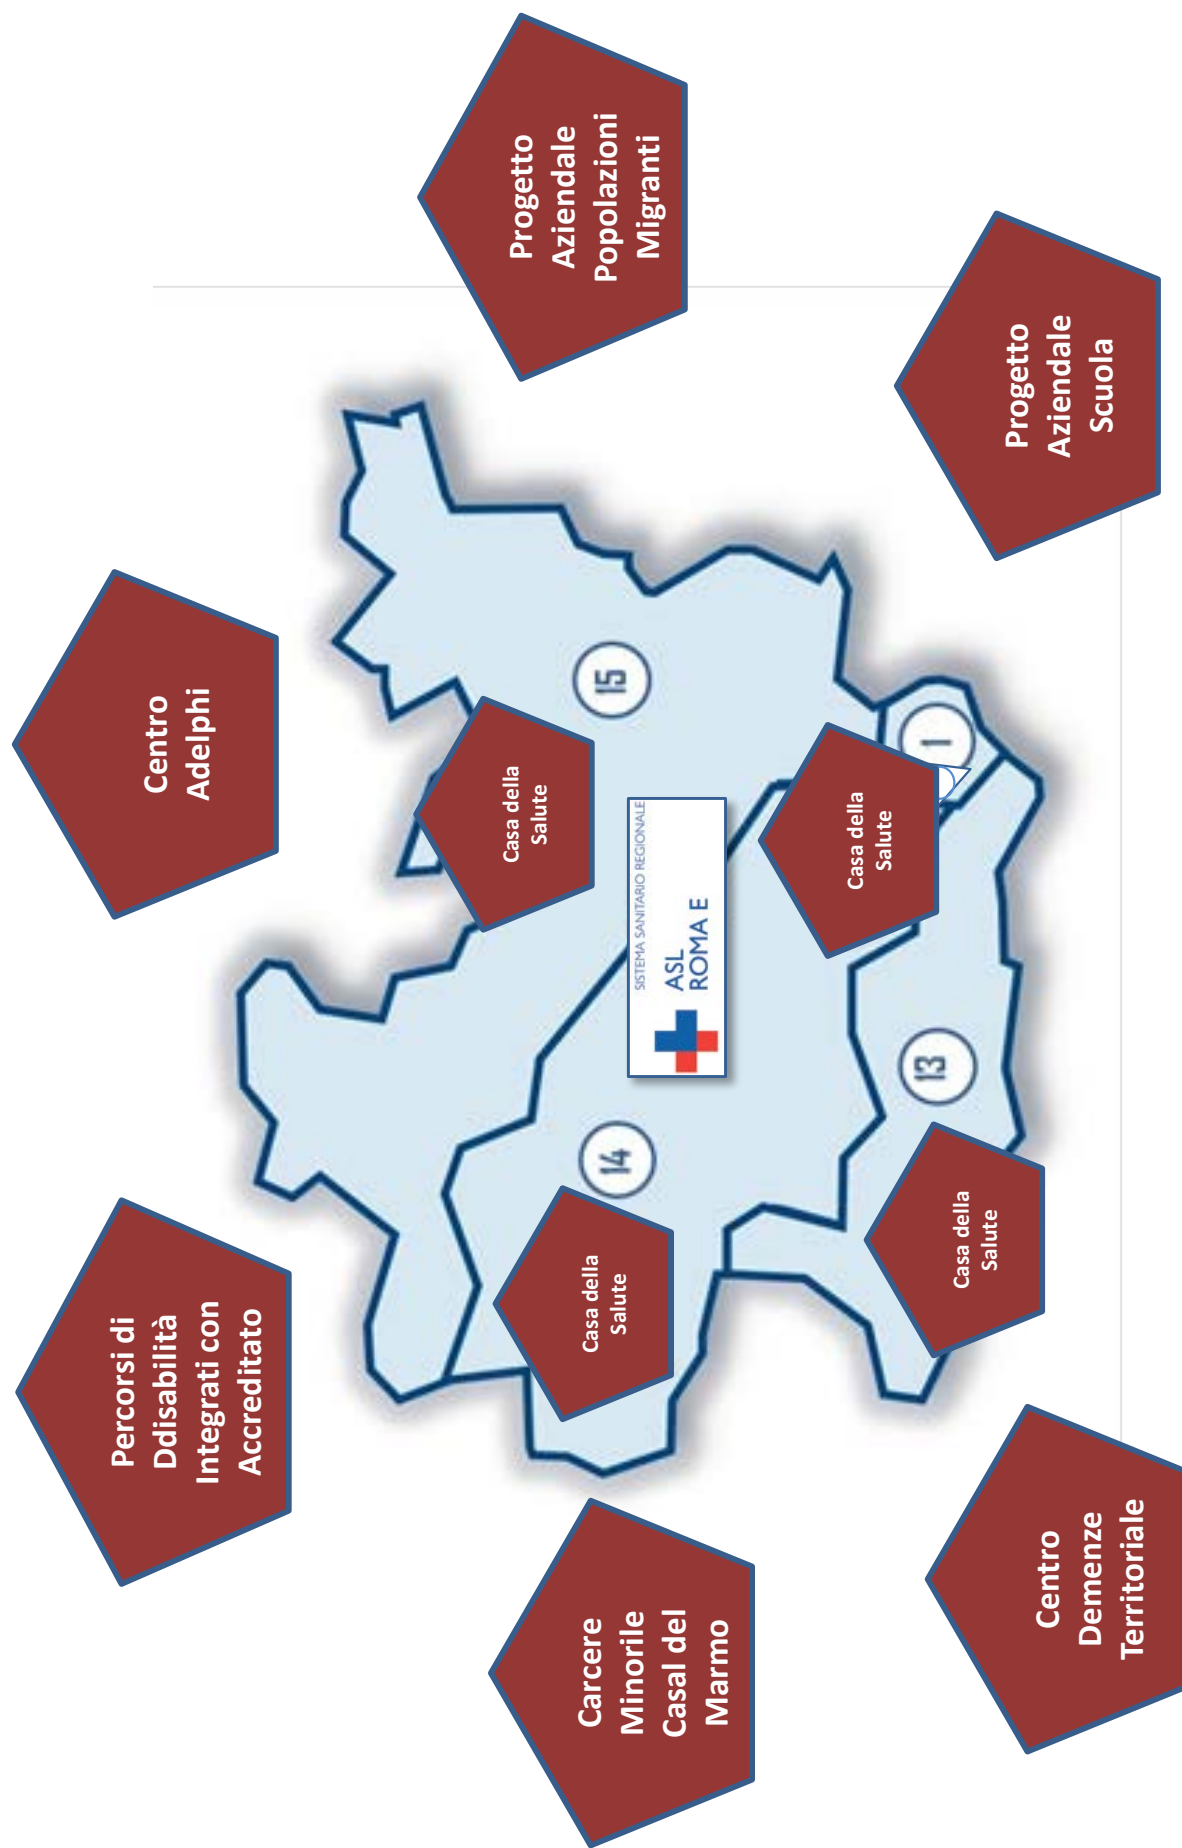 Percorsi di
Ddisabilità
Integrati con
Accreditato
Centro
Adelphi
Carcere
Minorile
Casal del
Marmo
Casa della
Salute
14
Casa della
Salute
15
Progetto
Aziendale
Popolazioni
Migranti
SISTEMA SANITARIO REGIONALE
ASL
ROMA E
Casa della
Salute
1
Centro
Demenze
Territoriale
Casa della
Salute
13
Progetto
Aziendale
Scuola